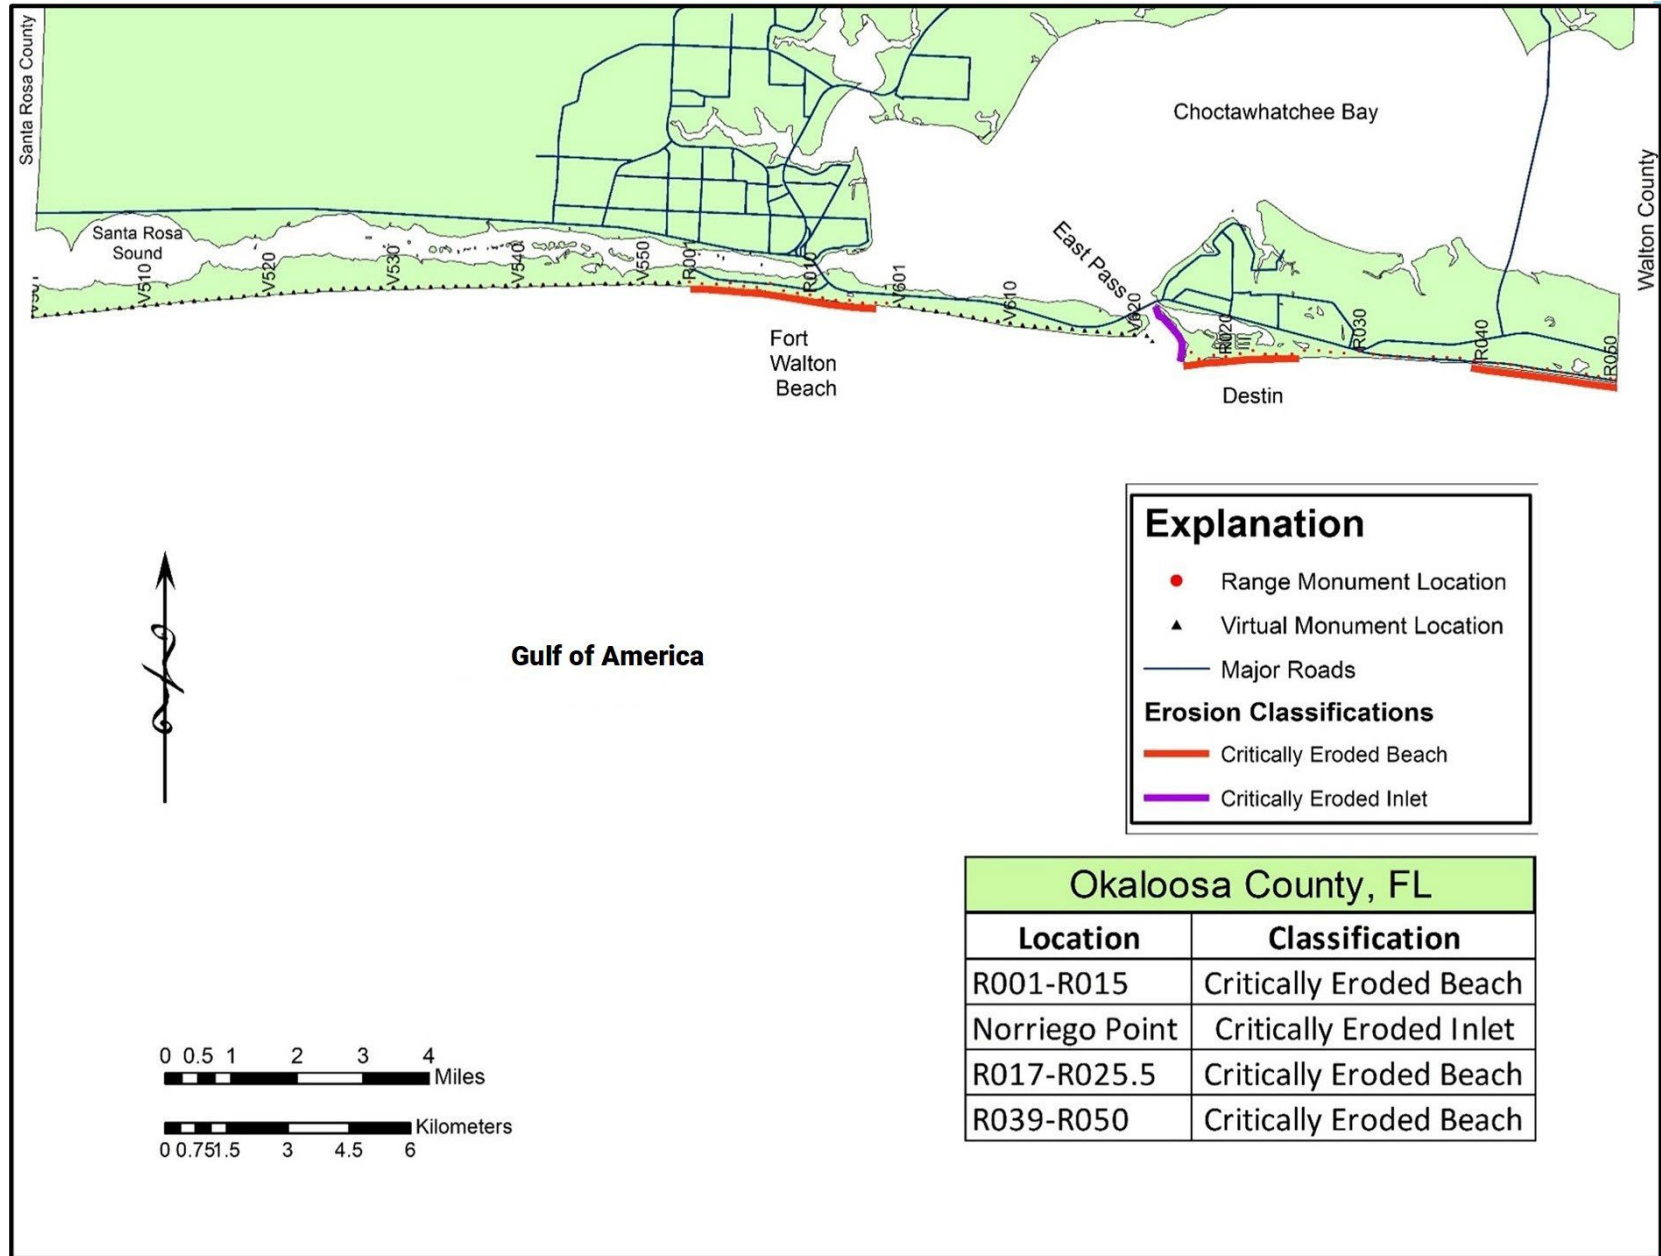 Santa Rosa County
Choctawhatchee Bay
Walton County
Santa Rosa
Sound
East Pass
V510
V520
V530
V540
V550
R001
R010
V601
V610
V620
R020
R030
R040
R050
Fort
Walton
Beach
Destin
Gulf of America
Explanation
Range Monument Location
Virtual Monument Location
Major Roads
Erosion Classifications
Critically Eroded Beach
Critically Eroded Inlet
Okaloosa County, FL
Location Classification
R001-R015 Critically Eroded Beach
Norriego Point Critically Eroded Inlet
R017-R025.5 Critically Eroded Beach
R039-R050 Critically Eroded Beach
0 0.5 1 2 3 4
Miles
Kilometers
0 0.751.5 3 4.5 6